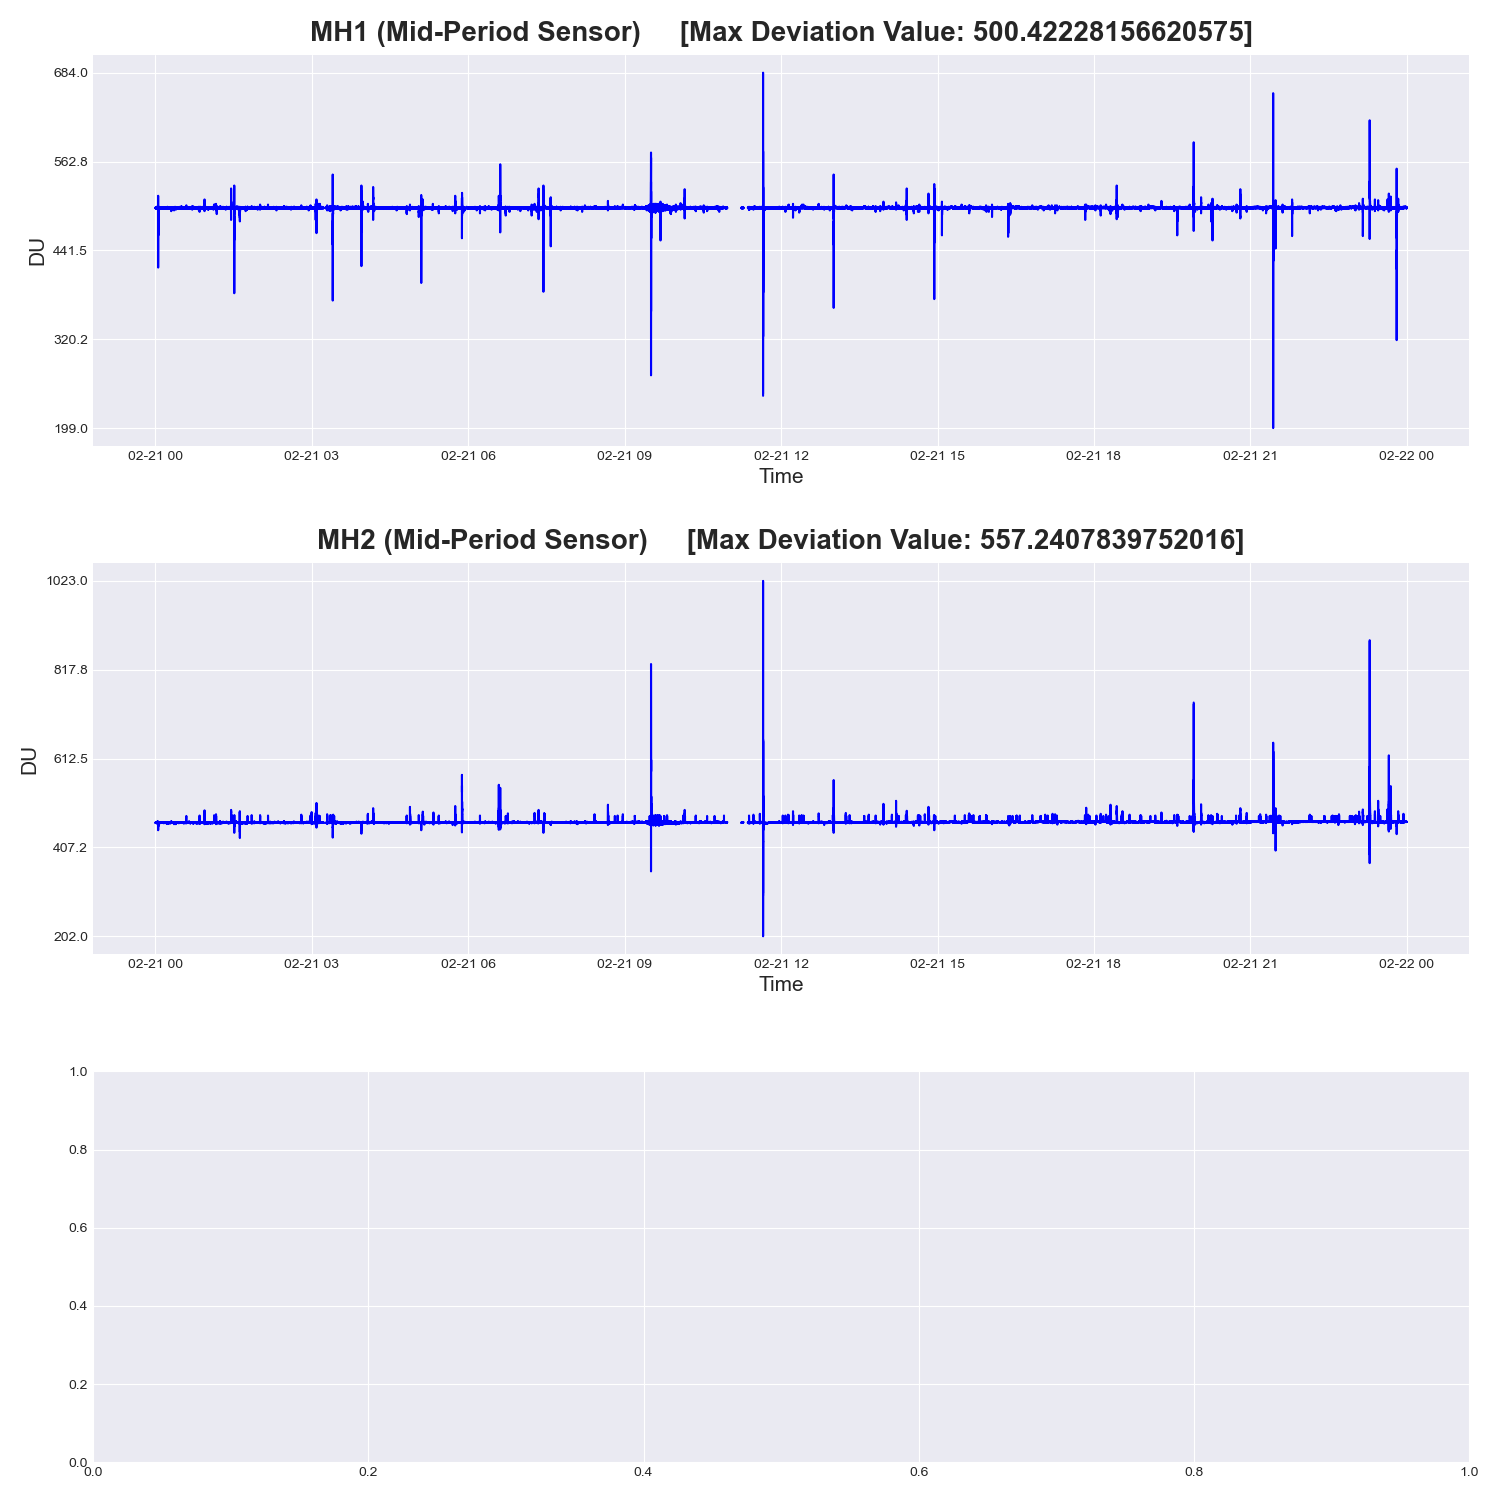 MH1 (Mid-Period Sensor) [Max Deviation Value: 500.42228156620575]
684.0
562.8
441.5
320.2
199.0
DU
02-21 00 02-21 03 02-21 06 02-21 09 02-21 12 02-21 15 02-21 18 02-21 21 02-22 00
Time
MH2 (Mid-Period Sensor) [Max Deviation Value: 557.2407839752016]
1023.0
817.8
612.5
407.2
202.0
DU
02-21 00 02-21 03 02-21 06 02-21 09 02-21 12 02-21 15 02-21 18 02-21 21 02-22 00
Time
1.0
0.8
0.6
0.4
0.2
0.0
0.0 0.2 0.4 0.6 0.8 1.0